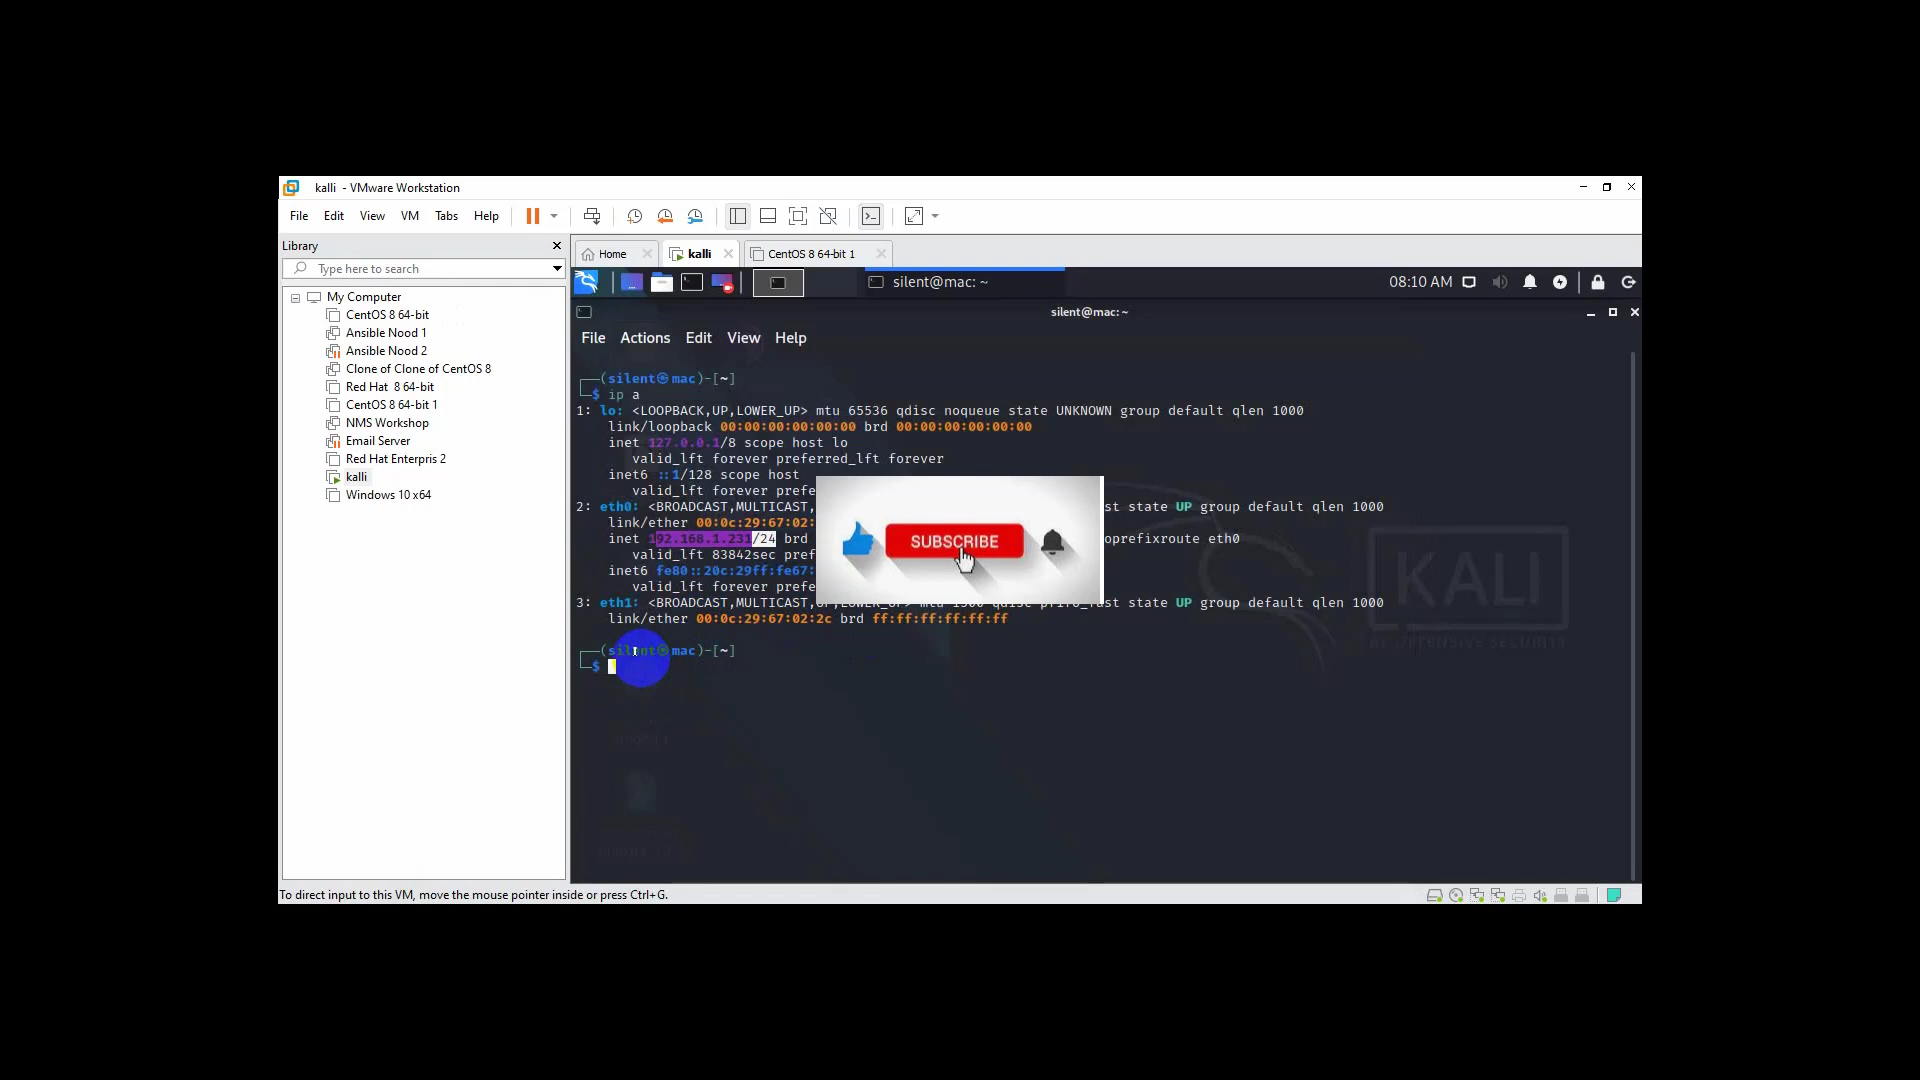 kalli - VMware Workstation
File Edit View VM Tabs Help
Library
Type here to search
Home
kalli
CentOS 8 64-bit 1
My Computer
CentOS 8 64-bit
Ansible Nood 1
Ansible Nood 2
Clone of Clone of CentOS 8
Red Hat 8 64-bit
CentOS 8 64-bit 1
NMS Workshop
Email Server
Red Hat Enterpris 2
kalli
Windows 10 x64
silent@mac: ~
08:10 AM
silent@mac: ~
File Actions Edit View Help
(silent㉿mac)-[~]
$ ip a
1: lo: <LOOPBACK,UP,LOWER_UP> mtu 65536 qdisc noqueue state UNKNOWN group default qlen 1000
link/loopback 00:00:00:00:00:00 brd 00:00:00:00:00:00
inet 127.0.0.1/8 scope host lo
valid_lft forever preferred_lft forever
inet6 ::1/128 scope host
valid_lft forever prefe
2: eth0: <BROADCAST,MULTICAST, st state UP group default qlen 1000
link/ether 00:0c:29:67:02:
inet 192.168.1.231/24 brd oprefixroute eth0
valid_lft 83842sec pref
inet6 fe80::20c:29ff:fe67:
valid_lft forever prefe
SUBSCRIBE
3: eth1: <BROADCAST,MULTICAST,UP,LOWER_UP> mtu 1500 qdisc pfifo_fast state UP group default qlen 1000
link/ether 00:0c:29:67:02:2c brd ff:ff:ff:ff:ff:ff
(silent㉿mac)-[~]
$
KALI
BY OFFENSIVE SECURITY
To direct input to this VM, move the mouse pointer inside or press Ctrl+G.